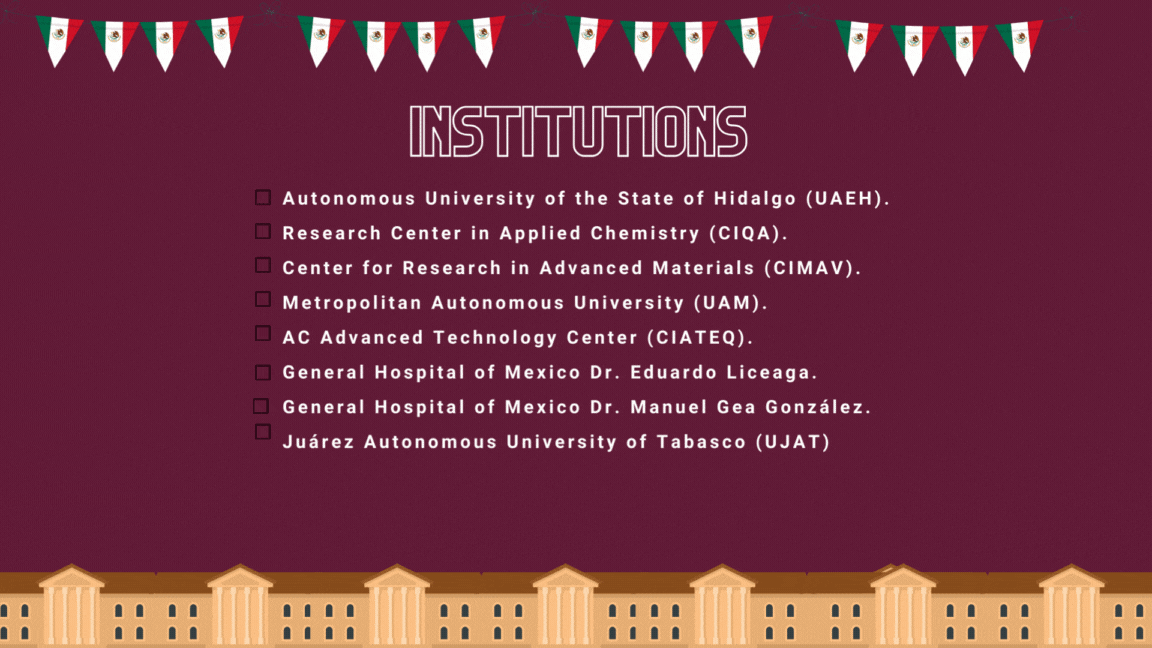 INSTITUTIONS
Autonomous University of the State of Hidalgo (UAEH).
Research Center in Applied Chemistry (CIQA).
Center for Research in Advanced Materials (CIMAV).
Metropolitan Autonomous University (UAM).
AC Advanced Technology Center (CIATEQ).
General Hospital of Mexico Dr. Eduardo Liceaga.
General Hospital of Mexico Dr. Manuel Gea González.
Juárez Autonomous University of Tabasco (UJAT)